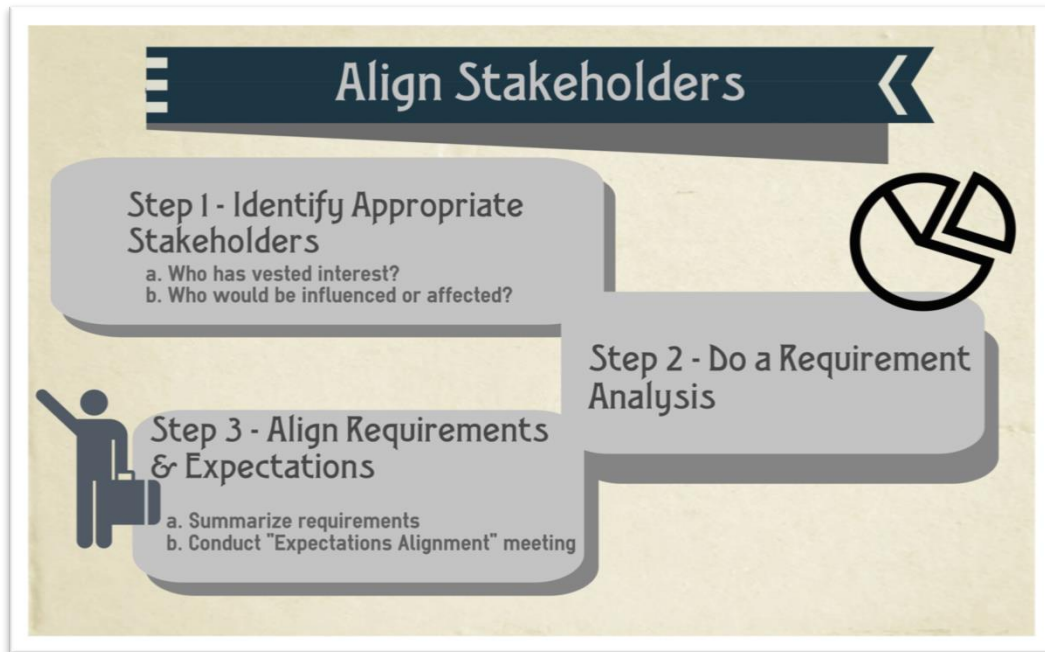 Align Stakeholders
Step 1 - Identify Appropriate
Stakeholders
a. Who has vested interest?
b. Who would be influenced or affected?
Step 2 - Do a Requirement
Analysis
Step 3 - Align Requirements
& Expectations
a. Summarize requirements
b. Conduct "Expectations Alignment" meeting